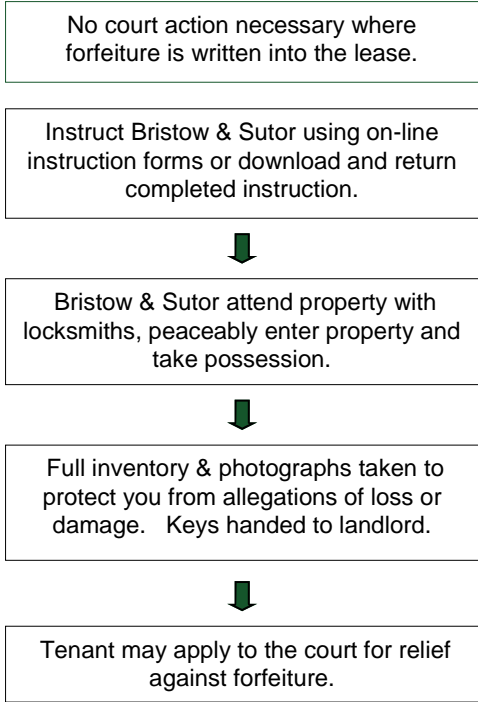 No court action necessary where
forfeiture is written into the lease.
Instruct Bristow & Sutor using on-line
instruction forms or download and return
completed instruction.
Bristow & Sutor attend property with
locksmiths, peaceably enter property and
take possession.
Full inventory & photographs taken to
protect you from allegations of loss or
damage.   Keys handed to landlord.
Tenant may apply to the court for relief
against forfeiture.